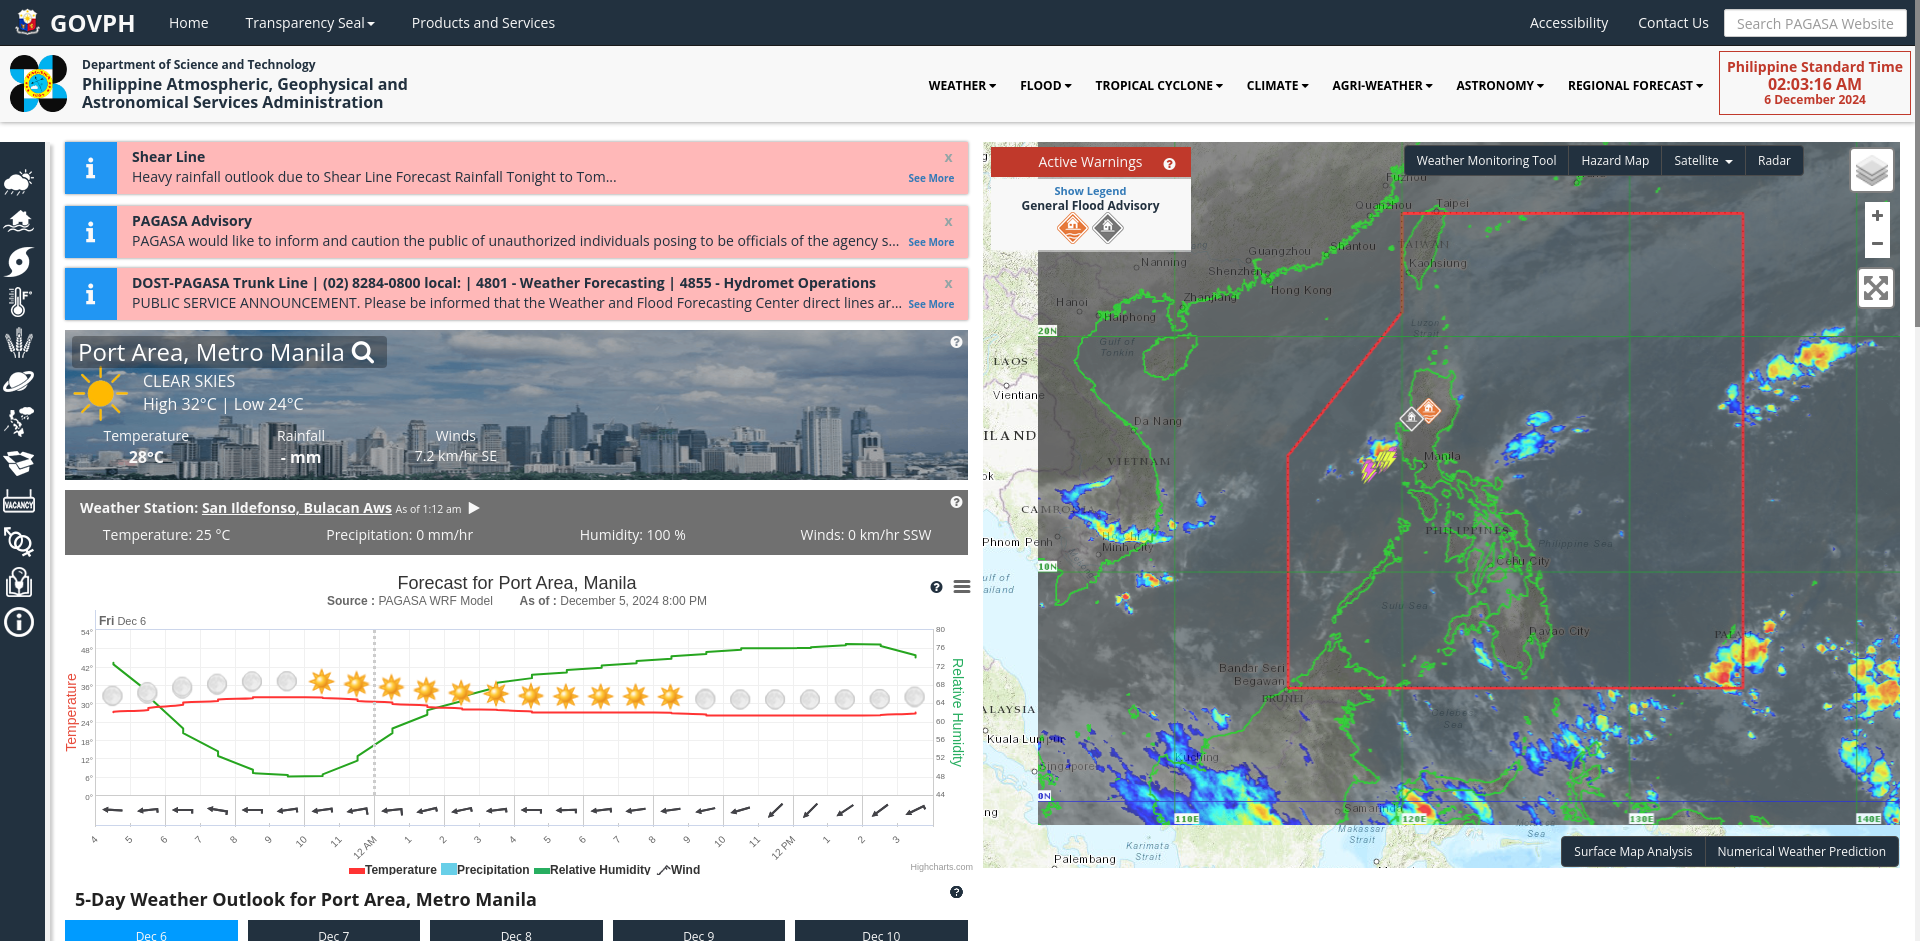 GOVPH
Home
Transparency Seal
Products and Services
Accessibility
Contact Us
Search PAGASA Website
Department of Science and Technology
Philippine Atmospheric, Geophysical and
Astronomical Services Administration
WEATHER
FLOOD
TROPICAL CYCLONE
CLIMATE
AGRI-WEATHER
ASTRONOMY
REGIONAL FORECAST
Philippine Standard Time
02:03:16 AM
6 December 2024
Shear Line
x
Heavy rainfall outlook due to Shear Line Forecast Rainfall Tonight to Tom...
See More
PAGASA Advisory
x
PAGASA would like to inform and caution the public of unauthorized individuals posing to be officials of the agency s...
See More
DOST-PAGASA Trunk Line | (02) 8284-0800 local: | 4801 - Weather Forecasting | 4855 - Hydromet Operations
x
PUBLIC SERVICE ANNOUNCEMENT. Please be informed that the Weather and Flood Forecasting Center direct lines ar...
See More
VACANCY
Port Area, Metro Manila
CLEAR SKIES
High 32°C | Low 24°C
Temperature
28°C
Rainfall
- mm
Winds
7.2 km/hr SE
Weather Station: San Ildefonso, Bulacan Aws As of 1:12 am
Temperature: 25 °C
Precipitation: 0 mm/hr
Humidity: 100 %
Winds: 0 km/hr SSW
Forecast for Port Area, Manila
Source : PAGASA WRF Model As of : December 5, 2024 8:00 PM
Fri Dec 6
Temperature
54°
48°
42°
36°
30°
24°
18°
12°
6°
0°
80
76
72
68
64
60
56
52
48
44
Relative Humidity
4 5 6 7 8 9 10 11 12 AM 1 2 3 4 5 6 7 8 9 10 11 12 PM 1 2 3
Temperature Precipitation Relative Humidity Wind
Highcharts.com
5-Day Weather Outlook for Port Area, Metro Manila
Dec 6
Dec 7
Dec 8
Dec 9
Dec 10
Active Warnings
Show Legend
General Flood Advisory
Weather Monitoring Tool
Hazard Map
Satellite
Radar
+
−
Fuzhou
Quanzhou
Taipei
TAIWAN
Kaohsiung
Guangzhou
Shantou
Nanning
Shenzhen
Hong Kong
Zhanjiang
Hanoi
Haiphong
20N
Gulf of
Tonkin
Luzon
Strait
LAOS
Vientiane
Da Nang
ILAND
VIETNAM
Manila
ok
CAMBO
Phnom Penh
Minh City
PHILIPPINES
Philippine Sea
Cebu City
10N
ulf of
ailand
Sulu Sea
Davao City
PALAU
Bandar Seri
Begawan
BRUNEI
ALAYSIA
Celebes
Sea
Kuala Lumpur
Kuching
Singapore
0N
Samarinda
110E
120E
130E
140E
ng
Makassar
Strait
Sea
Karimata
Strait
Palembang
Surface Map Analysis
Numerical Weather Prediction